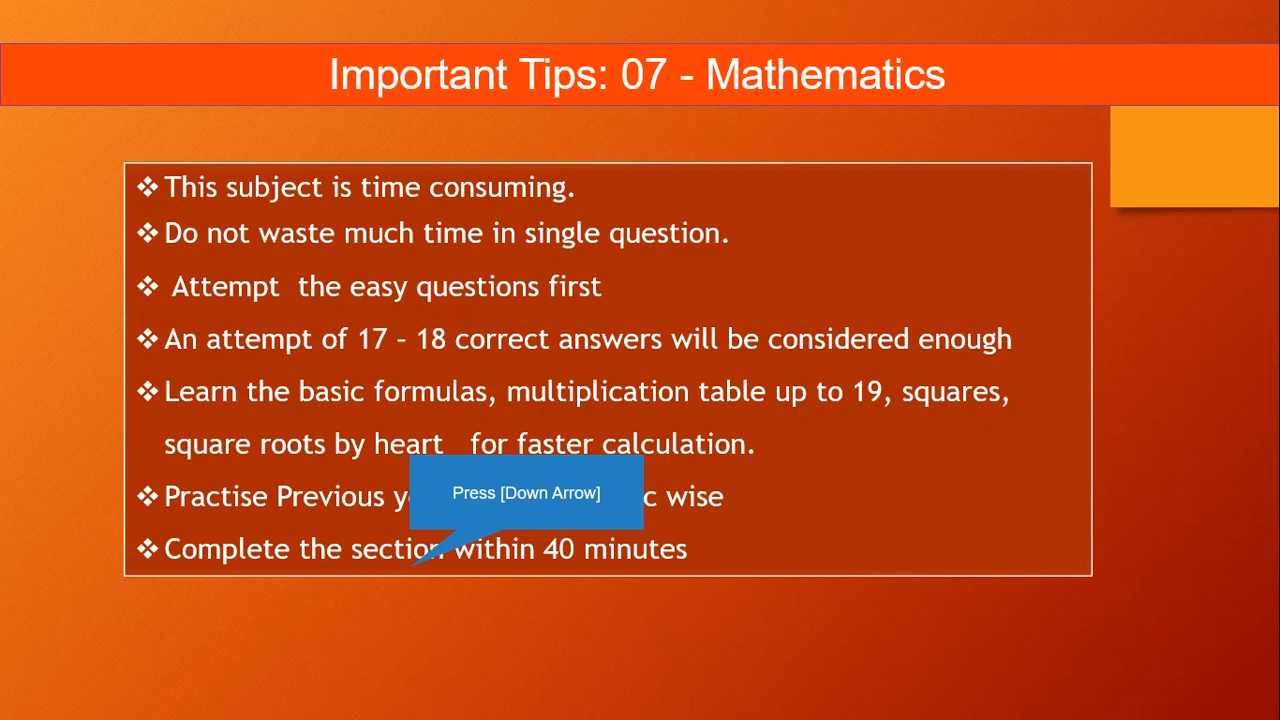 Important Tips: 07 - Mathematics
❖ This subject is time consuming.
❖ Do not waste much time in single question.
❖ Attempt the easy questions first
❖ An attempt of 17 – 18 correct answers will be considered enough
❖ Learn the basic formulas, multiplication table up to 19, squares,
square roots by heart for faster calculation.
❖ Practise Previous wise
Press [Down Arrow]
❖ Complete the section within 40 minutes